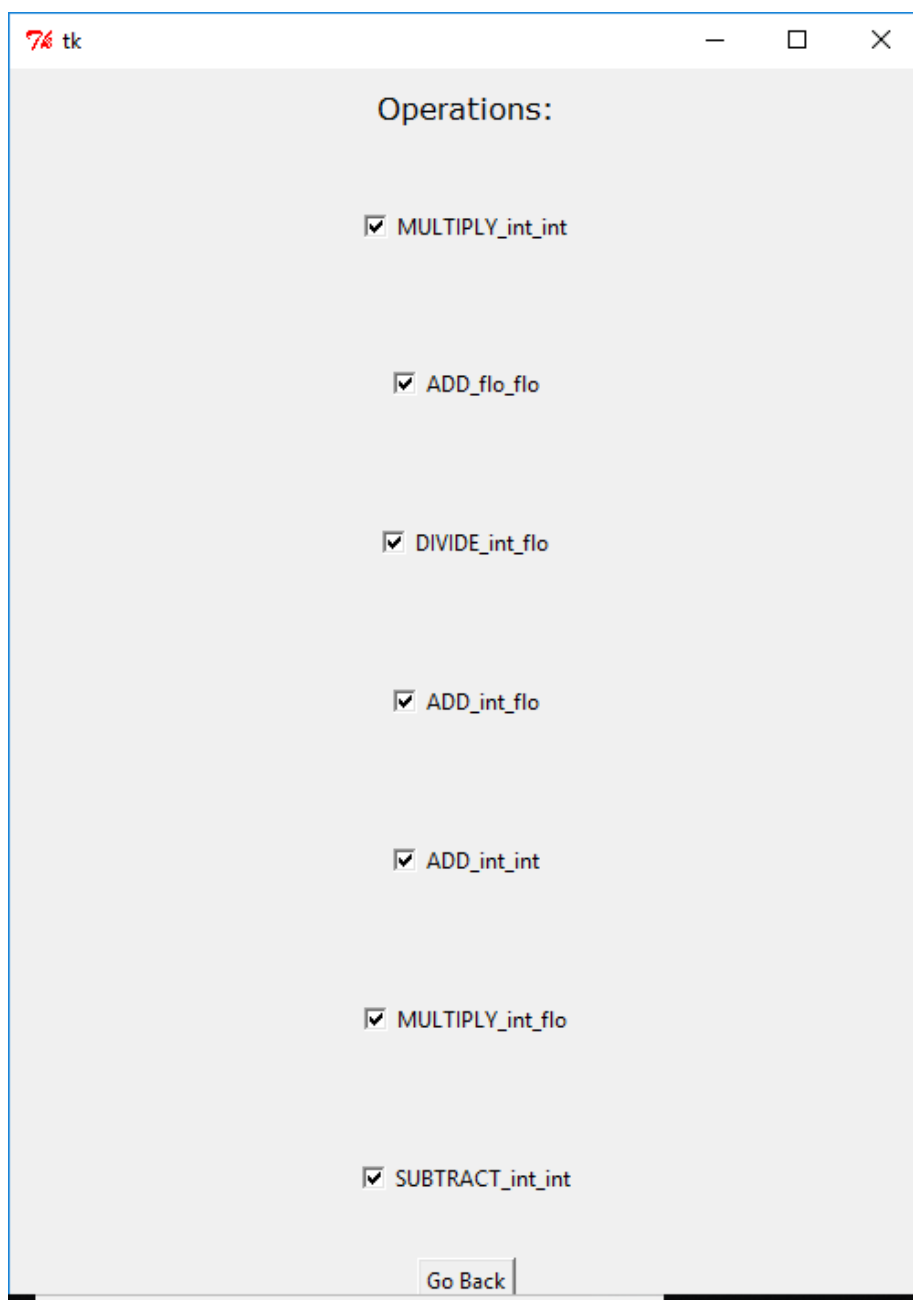 tk
Operations:
MULTIPLY_int_int
ADD_flo_flo
DIVIDE_int_flo
ADD_int_flo
ADD_int_int
MULTIPLY_int_flo
SUBTRACT_int_int
Go Back